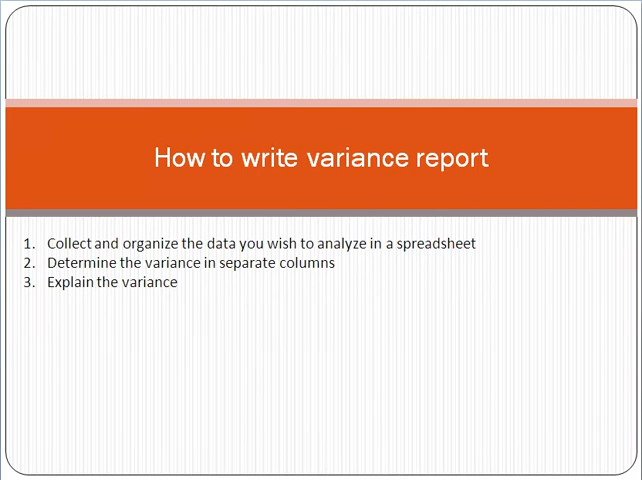 How to write variance report
1. Collect and organize the data you wish to analyze in a spreadsheet
2. Determine the variance in separate columns
3. Explain the variance